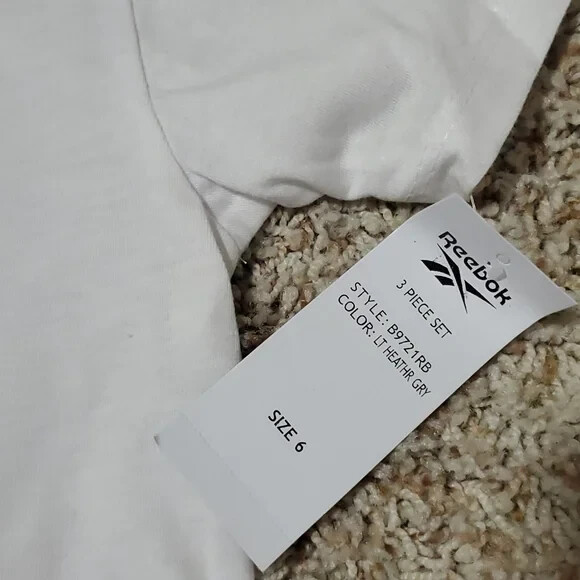 Reebok
3 PIECE SET
STYLE: B9721RB
COLOR: LT HEATHR GRY
SIZE 6